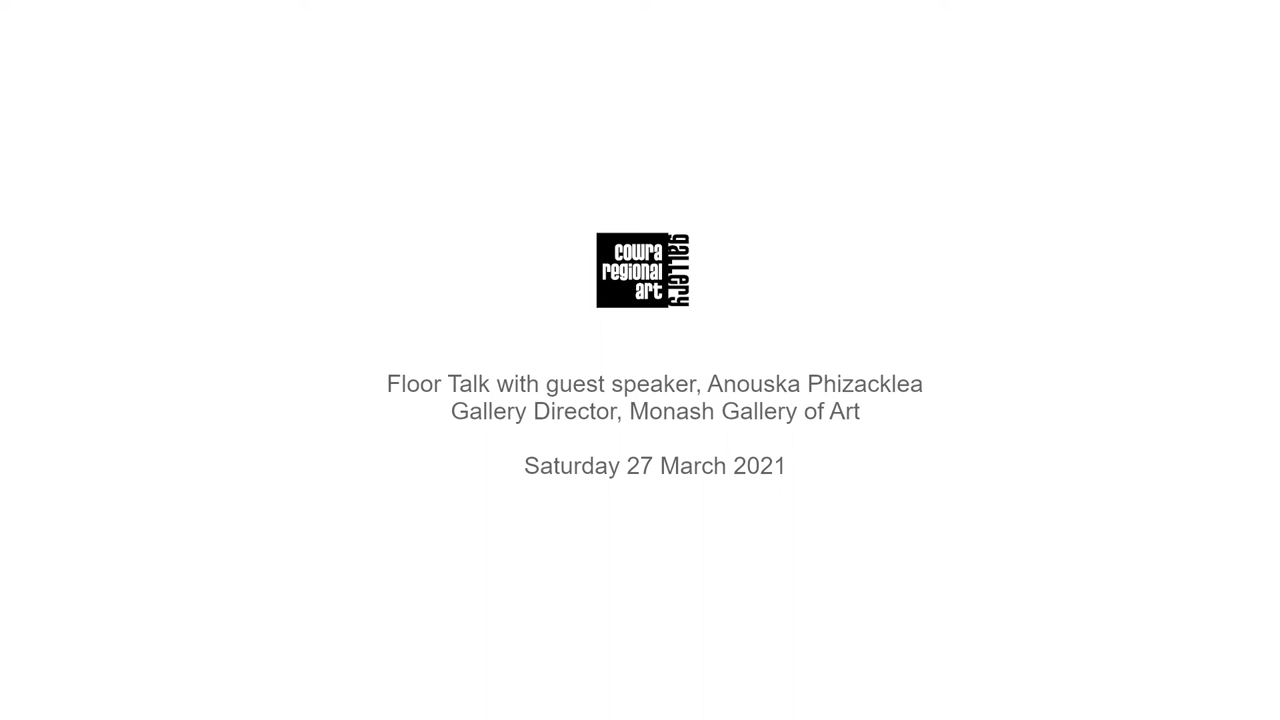 cowra
regional
art
gallery
Floor Talk with guest speaker, Anouska Phizacklea
Gallery Director, Monash Gallery of Art
Saturday 27 March 2021